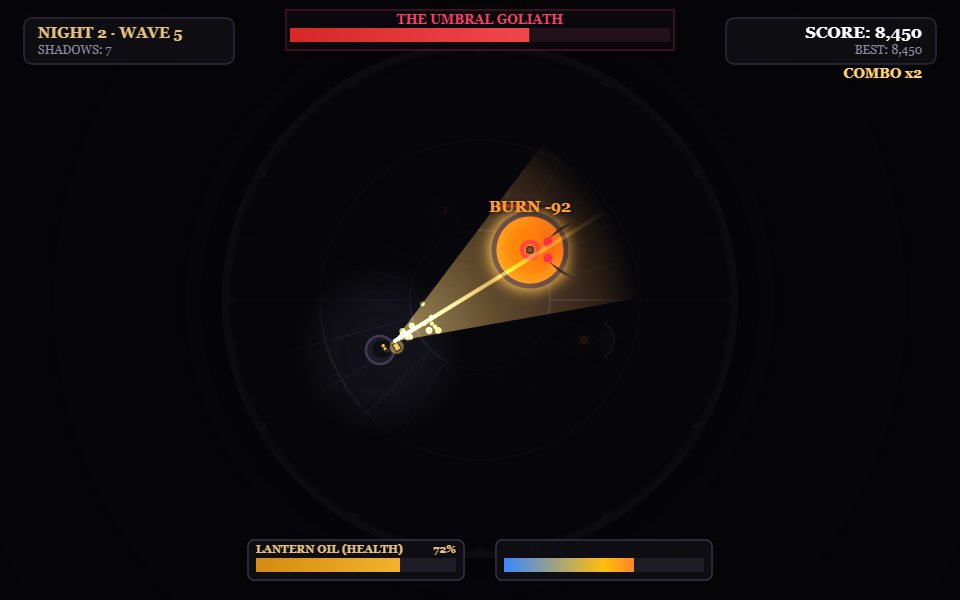 NIGHT 2 - WAVE 5
SHADOWS: 7
THE UMBRAL GOLIATH
SCORE: 8,450
BEST: 8,450
COMBO x2
BURN -92
LANTERN OIL (HEALTH) 72%